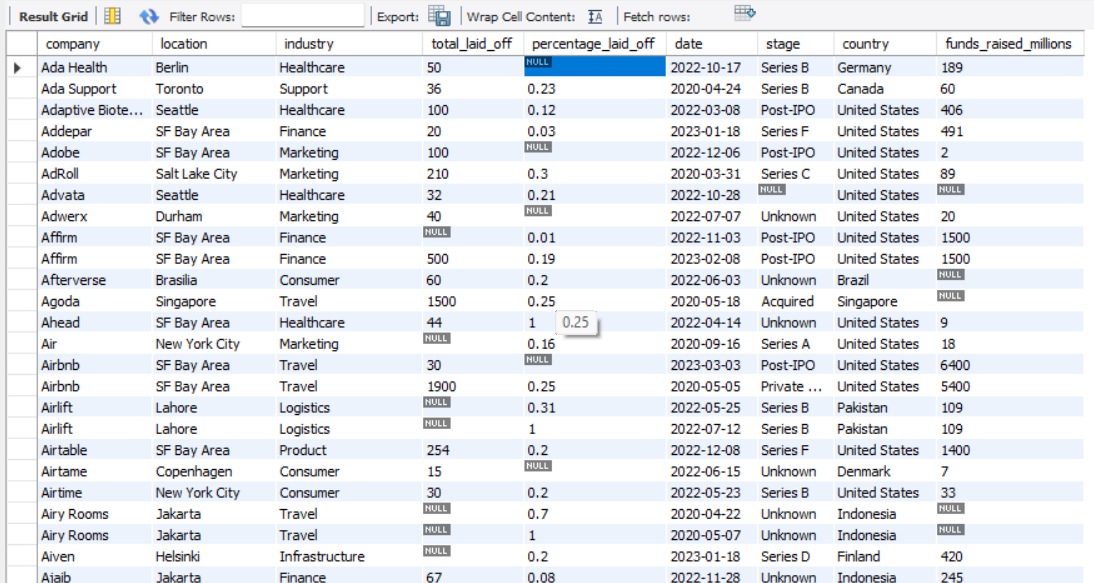 Result Grid Filter Rows: Export: Wrap Cell Content: IA Fetch rows:
company location industry total_laid_off percentage_laid_off date stage country funds_raised_millions
Ada Health Berlin Healthcare 50 NULL 2022-10-17 Series B Germany 189
Ada Support Toronto Support 36 0.23 2020-04-24 Series B Canada 60
Adaptive Biote... Seattle Healthcare 100 0.12 2022-03-08 Post-IPO United States 406
Addepar SF Bay Area Finance 20 0.03 2023-01-18 Series F United States 491
Adobe SF Bay Area Marketing 100 NULL 2022-12-06 Post-IPO United States 2
AdRoll Salt Lake City Marketing 210 0.3 2020-03-31 Series C United States 89
Advata Seattle Healthcare 32 0.21 2022-10-28 NULL United States NULL
Adwerx Durham Marketing 40 NULL 2022-07-07 Unknown United States 20
Affirm SF Bay Area Finance NULL 0.01 2022-11-03 Post-IPO United States 1500
Affirm SF Bay Area Finance 500 0.19 2023-02-08 Post-IPO United States 1500
Afterverse Brasilia Consumer 60 0.2 2022-06-03 Unknown Brazil NULL
Agoda Singapore Travel 1500 0.25 2020-05-18 Acquired Singapore NULL
Ahead SF Bay Area Healthcare 44 1 0.25 2022-04-14 Unknown United States 9
Air New York City Marketing NULL 0.16 2020-09-16 Series A United States 18
Airbnb SF Bay Area Travel 30 NULL 2023-03-03 Post-IPO United States 6400
Airbnb SF Bay Area Travel 1900 0.25 2020-05-05 Private ... United States 5400
Airlift Lahore Logistics NULL 0.31 2022-05-25 Series B Pakistan 109
Airlift Lahore Logistics NULL 1 2022-07-12 Series B Pakistan 109
Airtable SF Bay Area Product 254 0.2 2022-12-08 Series F United States 1400
Airtame Copenhagen Consumer 15 NULL 2022-06-15 Unknown Denmark 7
Airtime New York City Consumer 30 0.2 2022-05-23 Series B United States 33
Airy Rooms Jakarta Travel NULL 0.7 2020-04-22 Unknown Indonesia NULL
Airy Rooms Jakarta Travel NULL 1 2020-05-07 Unknown Indonesia NULL
Aiven Helsinki Infrastructure NULL 0.2 2023-01-18 Series D Finland 420
Ajaib Jakarta Finance 67 0.08 2022-11-28 Unknown Indonesia 245